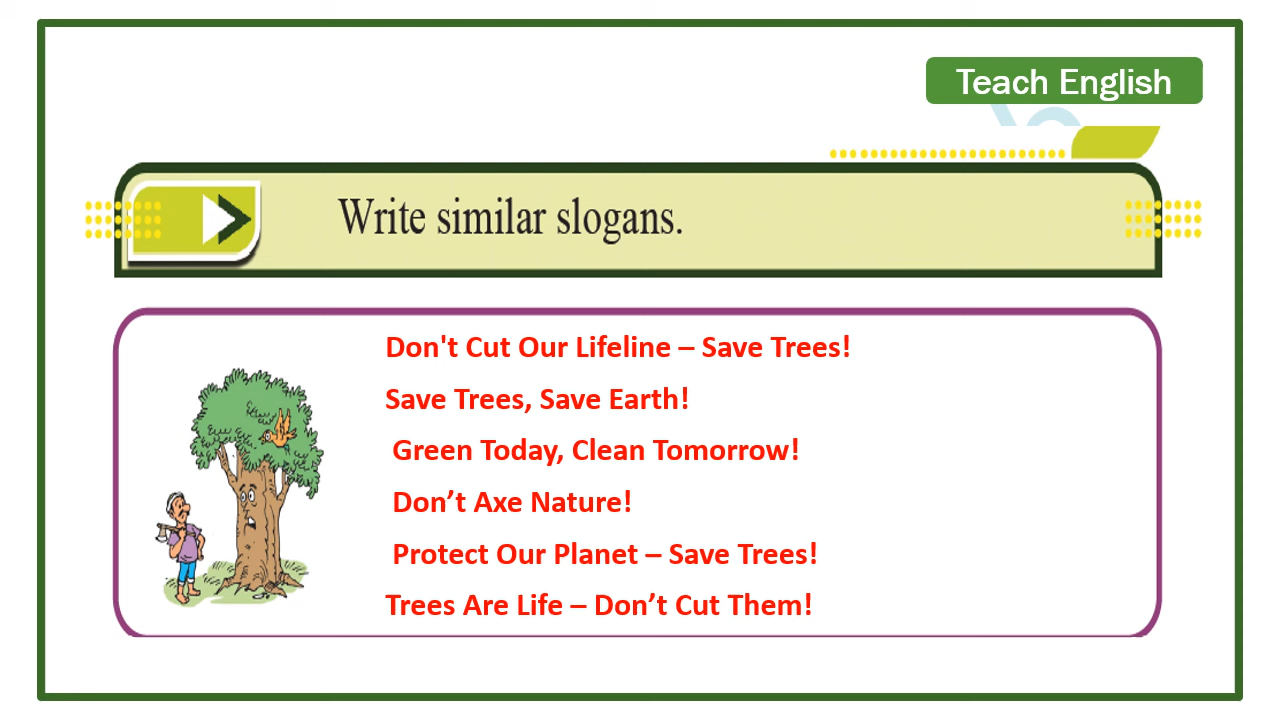 Teach English
Write similar slogans.
Don't Cut Our Lifeline – Save Trees!
Save Trees, Save Earth!
Green Today, Clean Tomorrow!
Don’t Axe Nature!
Protect Our Planet – Save Trees!
Trees Are Life – Don’t Cut Them!